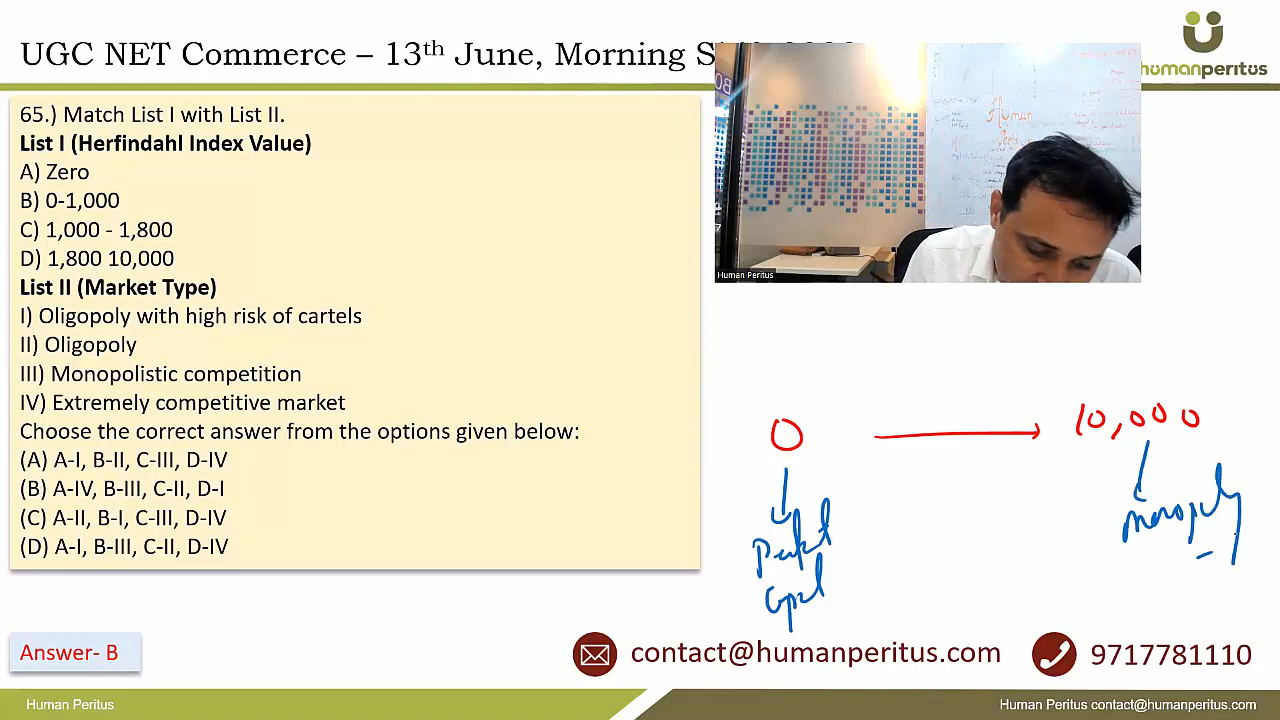 UGC NET Commerce – 13th June, Morning S
humanperitus
65.) Match List I with List II.
List I (Herfindahl Index Value)
A) Zero
B) 0-1,000
C) 1,000 - 1,800
D) 1,800 10,000
List II (Market Type)
I) Oligopoly with high risk of cartels
II) Oligopoly
III) Monopolistic competition
IV) Extremely competitive market
Choose the correct answer from the options given below:
(A) A-I, B-II, C-III, D-IV
(B) A-IV, B-III, C-II, D-I
(C) A-II, B-I, C-III, D-IV
(D) A-I, B-III, C-II, D-IV
Human
Human Peritus
0 10,000
monopoly
Answer- B
contact@humanperitus.com
9717781110
Human Peritus
Human Peritus contact@humanperitus.com